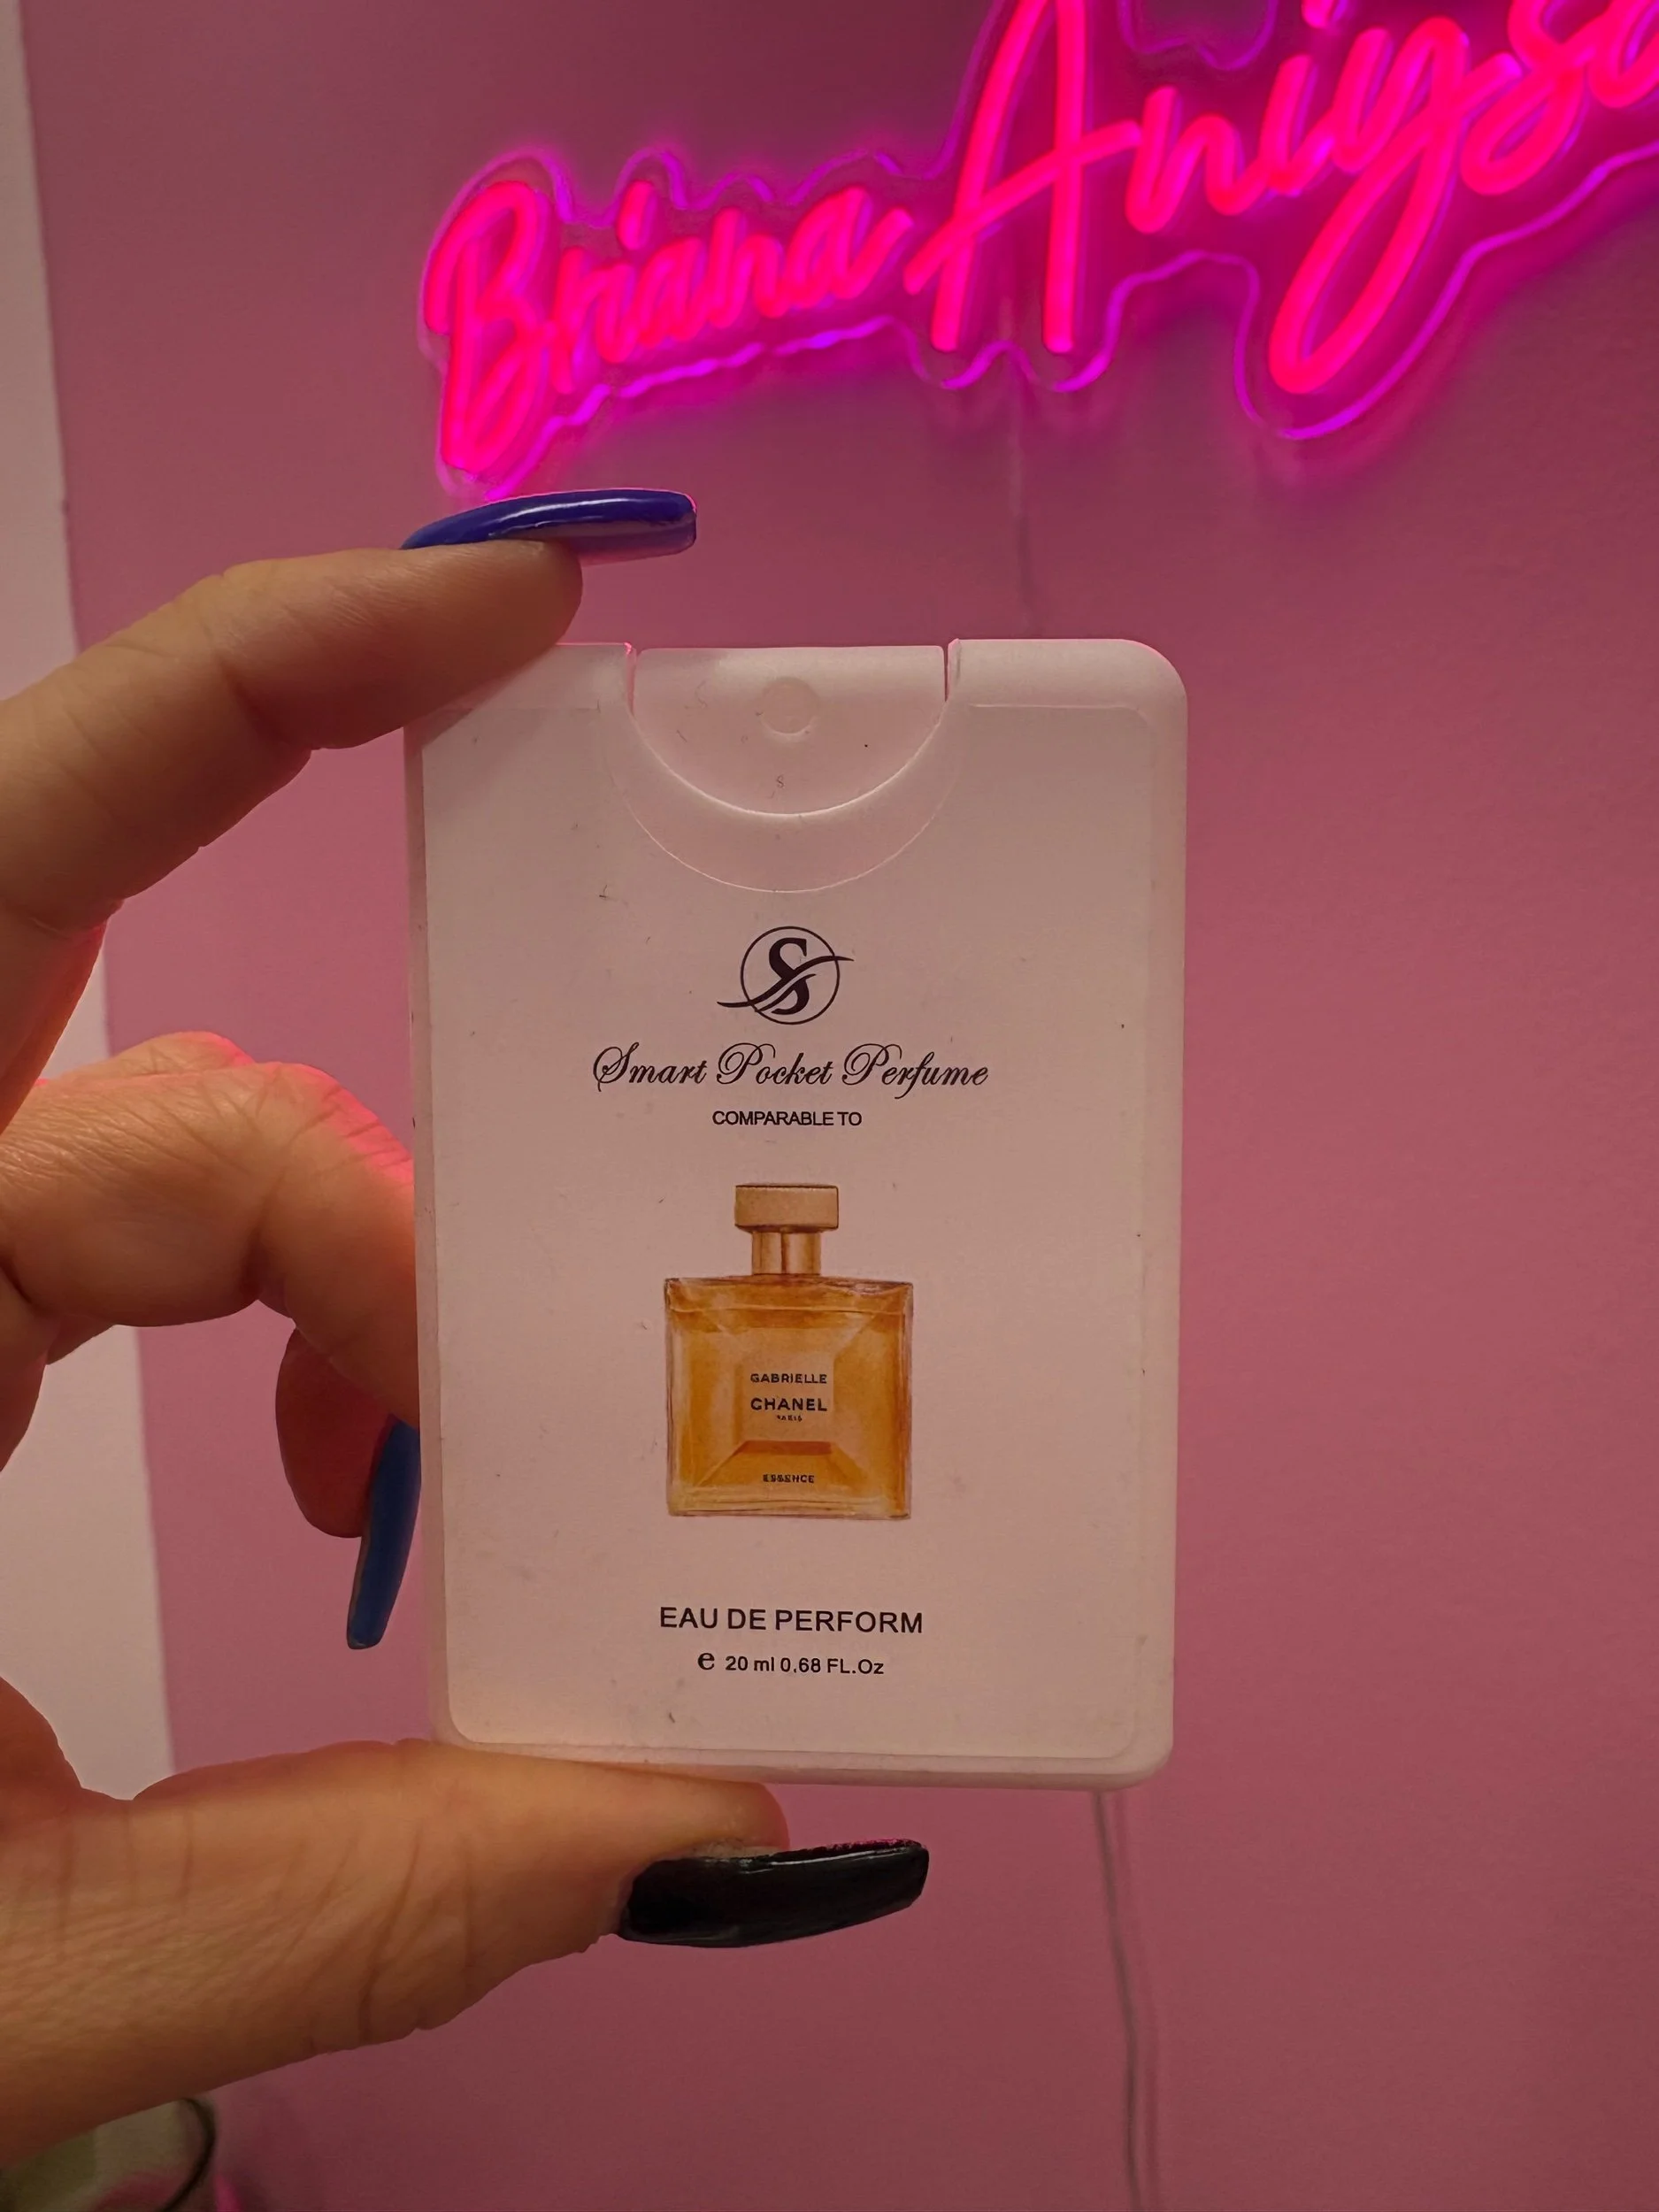 Briana Aniysa
S
Smart Pocket Perfume
COMPARABLE TO
GABRIELLE
CHANEL
PARIS
ESSENCE
EAU DE PERFORM
e 20 ml 0.68 FL.Oz